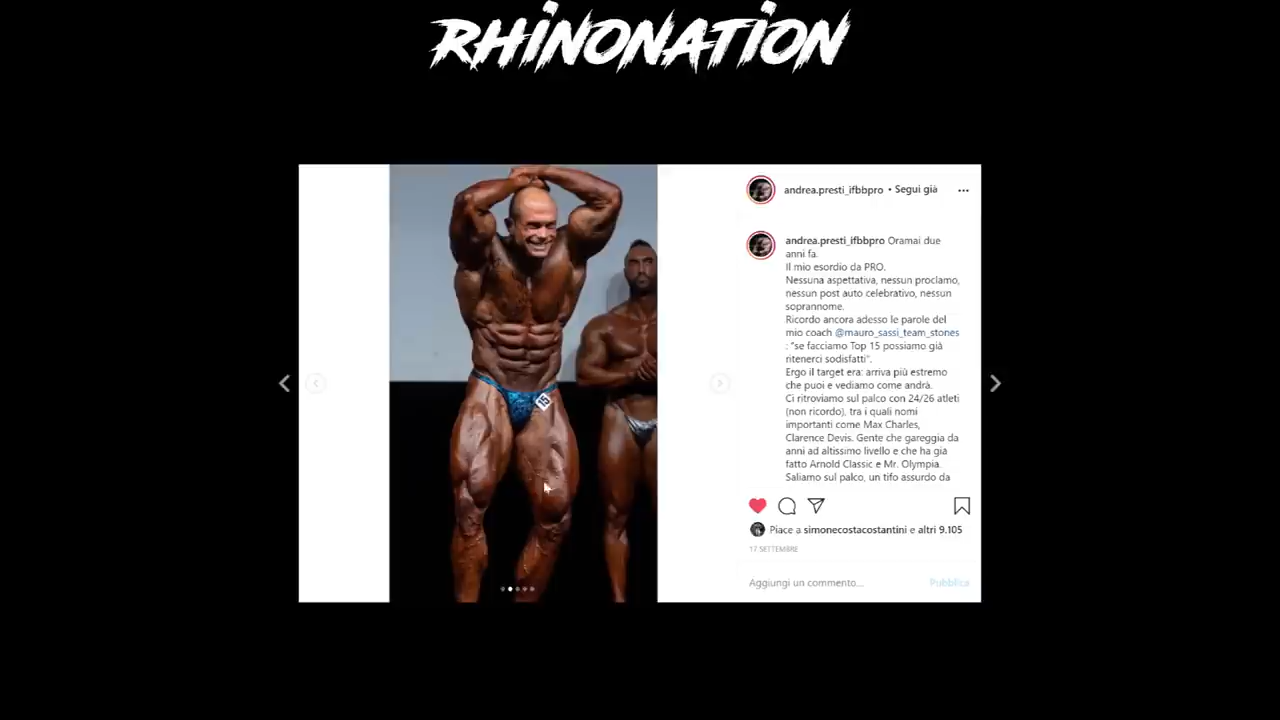 RHINONATION
andrea.presti_ifbbpro • Segui già
andrea.presti_ifbbpro Oramai due
anni fa.
Il mio esordio da PRO.
Nessuna aspettativa, nessun proclamo,
nessun post auto celebrativo, nessun
soprannome.
Ricordo ancora adesso le parole del
mio coach @mauro_sassi_team_stones
: "se facciamo Top 15 possiamo già
ritenerci sodisfatti".
Ergo il target era: arriva più estremo
che puoi e vediamo come andrà.
Ci ritroviamo sul palco con 24/26 atleti
(non ricordo), tra i quali nomi
importanti come Max Charles,
Clarence Devis. Gente che gareggia da
anni ad altissimo livello e che ha già
fatto Arnold Classic e Mr. Olympia.
Saliamo sul palco, un tifo assurdo da
Piace a simonecostacostantini e altri 9.105
17 SETTEMBRE
Aggiungi un commento... Pubblica
15